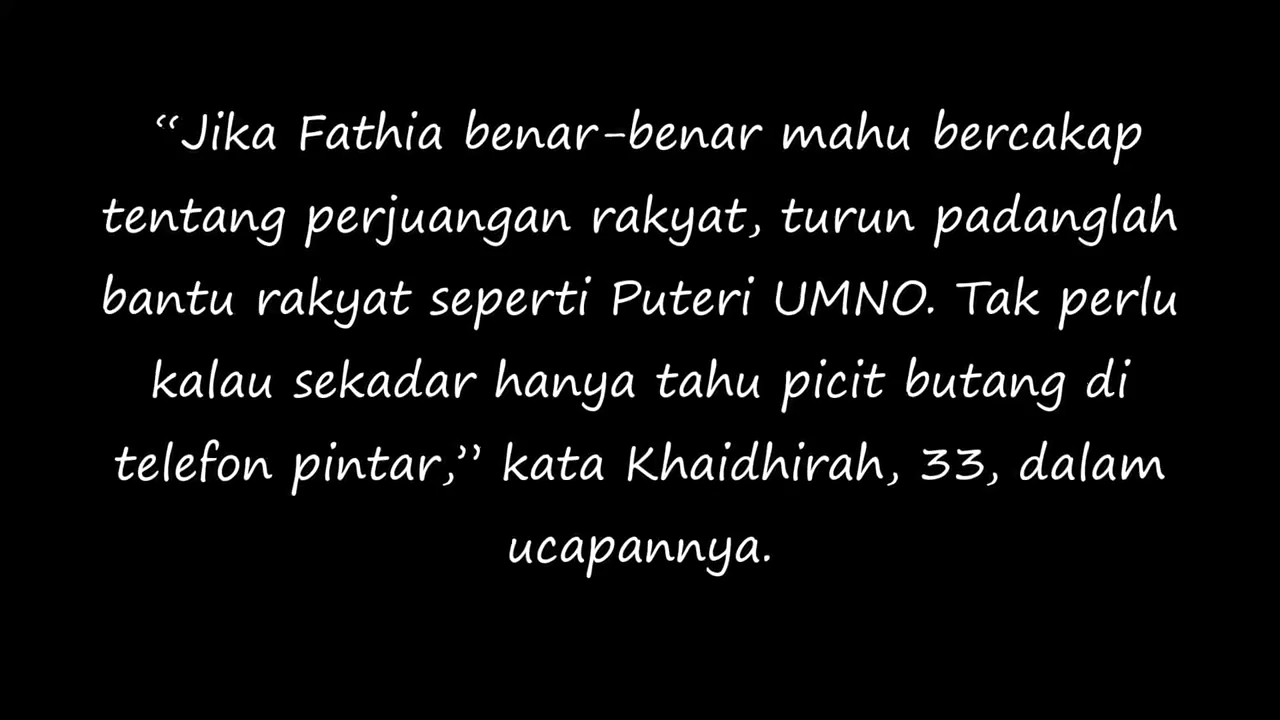 “Jika Fathia benar-benar mahu bercakap
tentang perjuangan rakyat, turun padanglah
bantu rakyat seperti Puteri UMNO. Tak perlu
kalau sekadar hanya tahu picit butang di
telefon pintar,” kata Khaidhirah, 33, dalam
ucapannya.